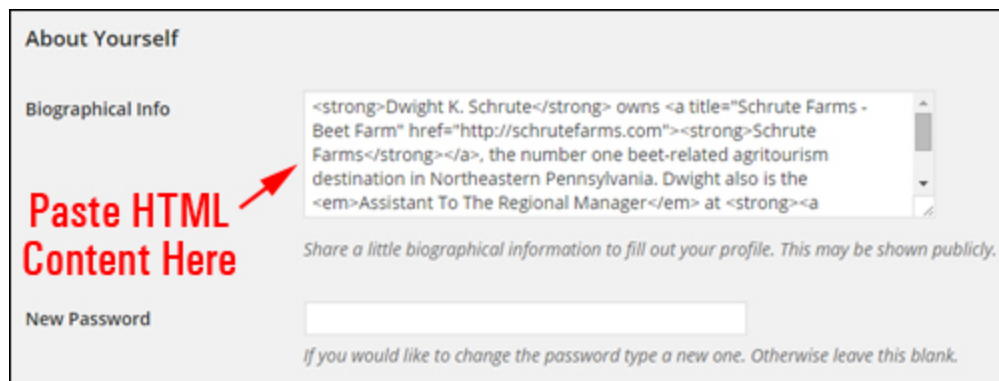 About Yourself
Biographical Info
<strong>Dwight K. Schrute</strong> owns <a title="Schrute Farms -
Beet Farm" href="http://schrutefarms.com"><strong>Schrute
Farms</strong></a>, the number one beet-related agritourism
destination in Northeastern Pennsylvania. Dwight also is the
<em>Assistant To The Regional Manager</em> at <strong><a
Paste HTML
Content Here
Share a little biographical information to fill out your profile. This may be shown publicly.
New Password
If you would like to change the password type a new one. Otherwise leave this blank.